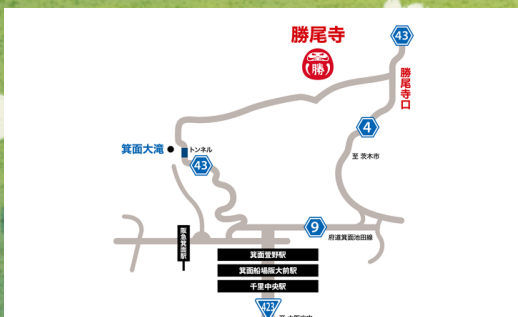 勝尾寺
43
勝
勝尾寺口
4
箕面大滝
トンネル
43
至 茨木市
9
府道箕面池田線
阪急箕面駅
箕面萱野駅
箕面船場阪大前駅
千里中央駅
423